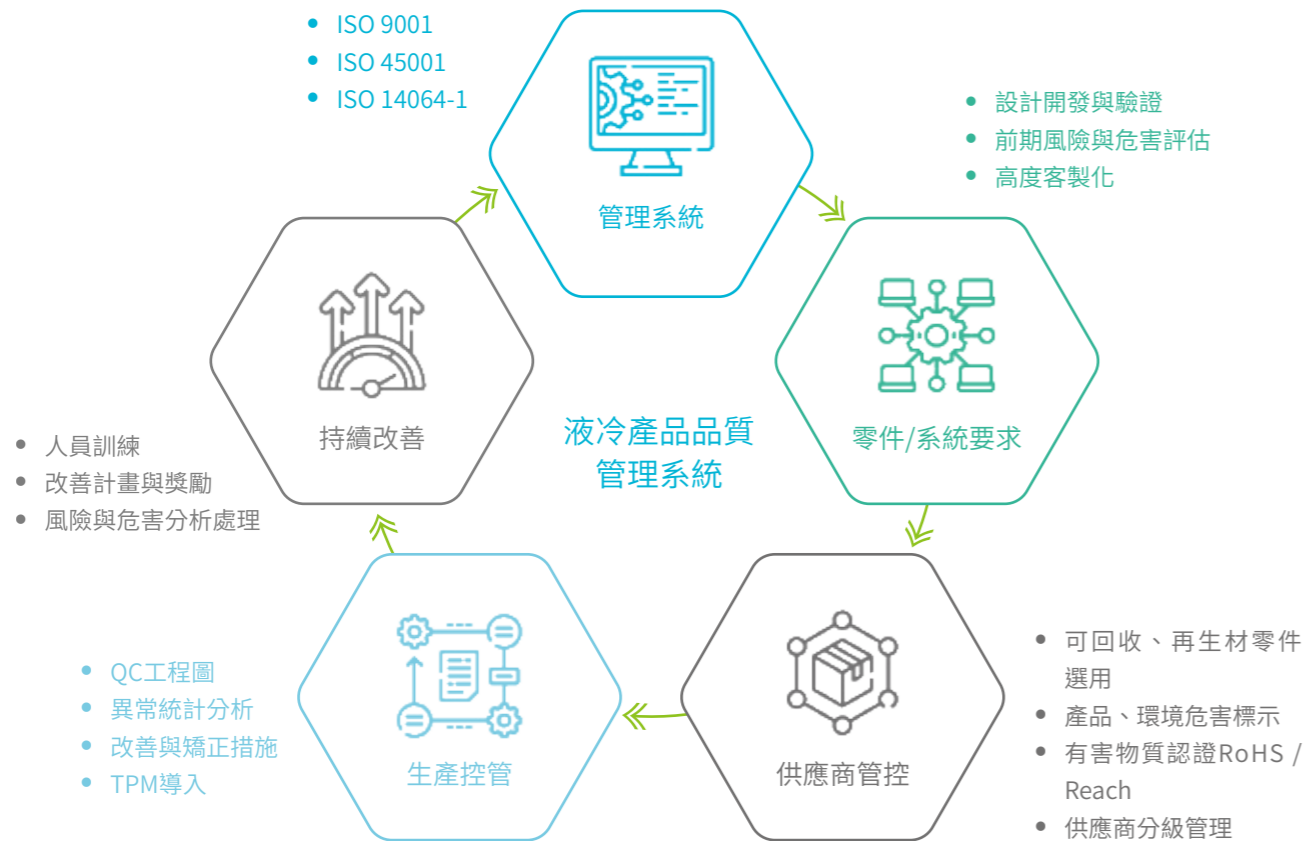 ISO 9001
ISO 45001
ISO 14064-1
管理系統
設計開發與驗證
前期風險與危害評估
高度客製化
零件/系統要求
液冷產品品質
管理系統
持續改善
人員訓練
改善計畫與獎勵
風險與危害分析處理
可回收、再生材零件
選用
產品、環境危害標示
有害物質認證RoHS /
Reach
供應商分級管理
供應商管控
QC工程圖
異常統計分析
改善與矯正措施
TPM導入
生產控管